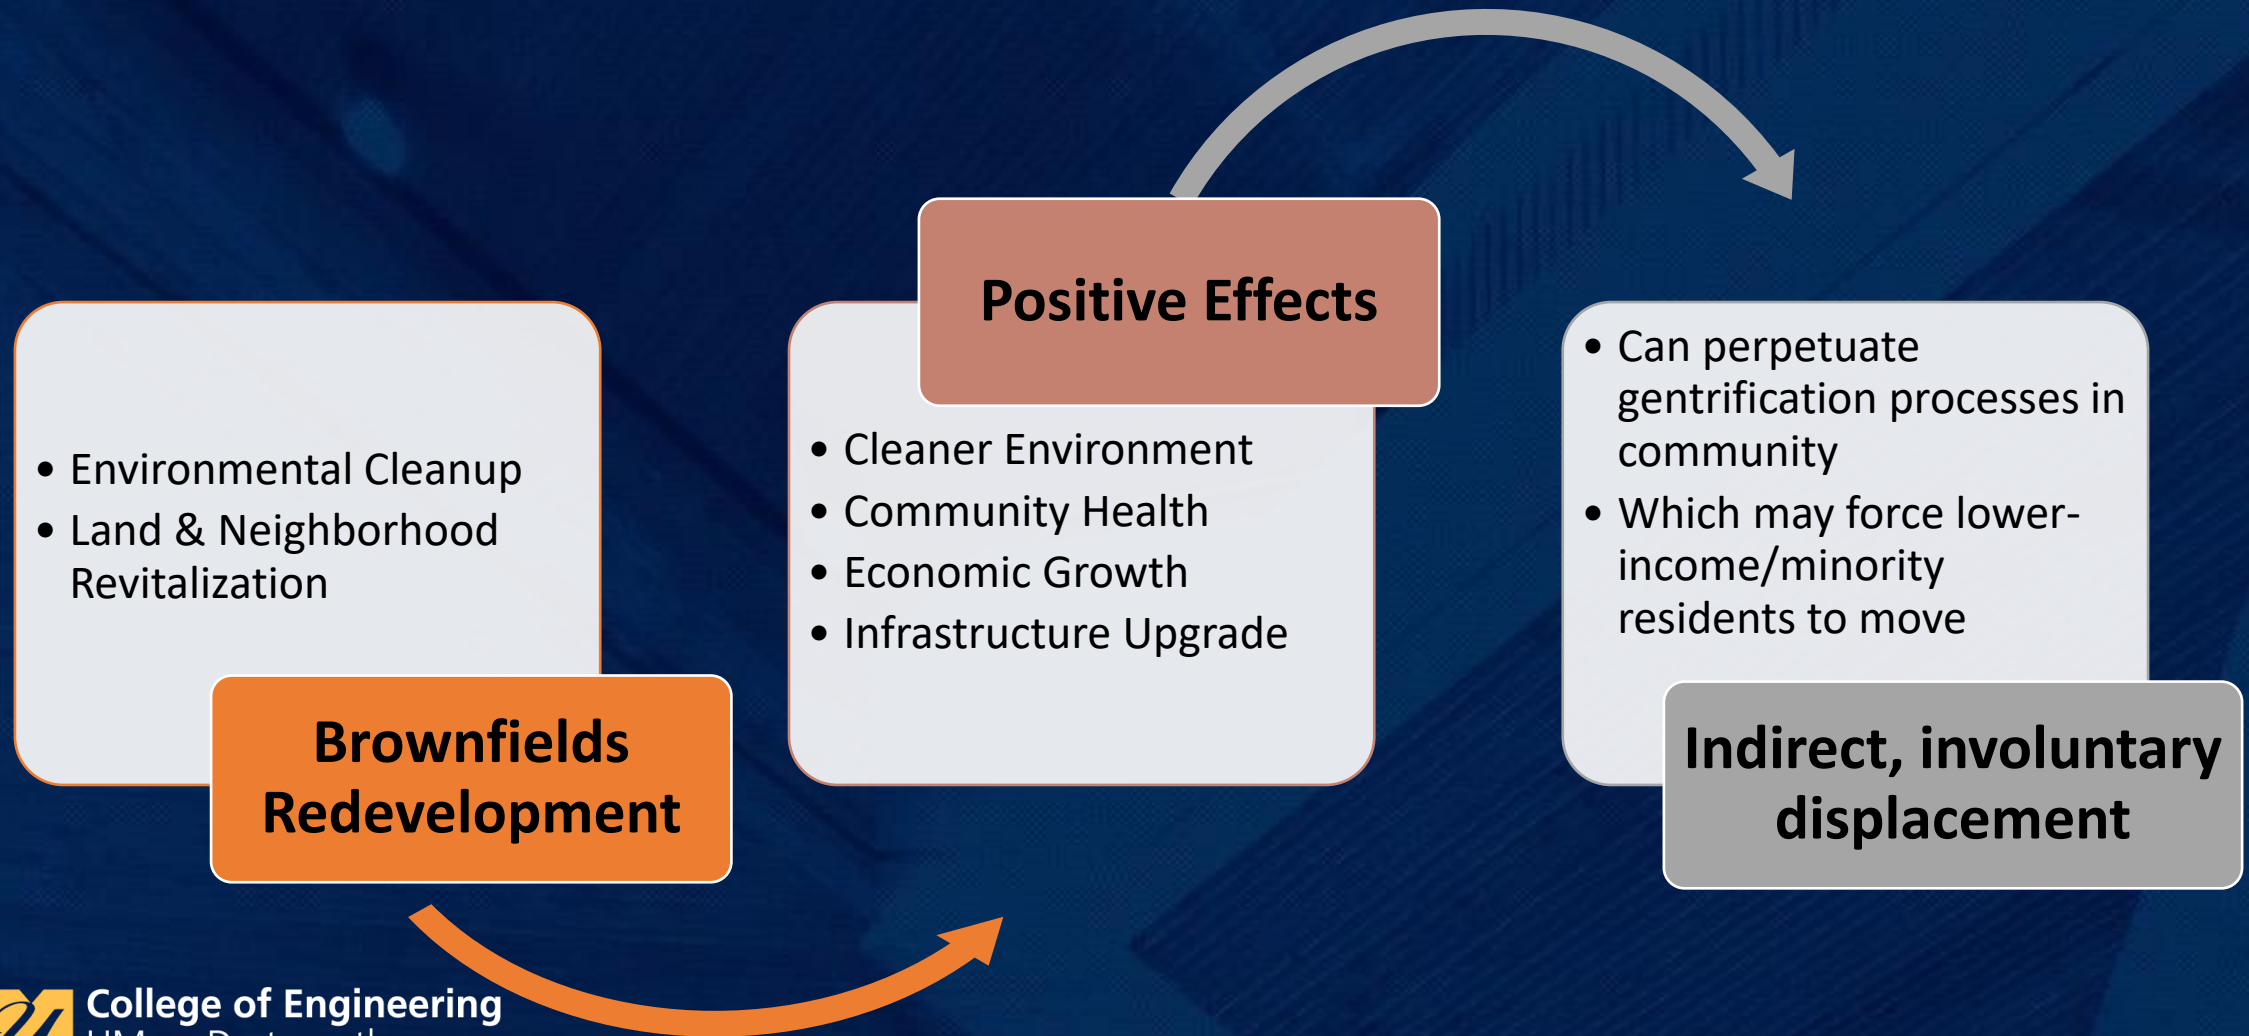 • Environmental Cleanup
• Land & Neighborhood
Revitalization
Brownfields
Redevelopment
Positive Effects
• Cleaner Environment
• Community Health
• Economic Growth
• Infrastructure Upgrade
• Can perpetuate
gentrification processes in
community
• Which may force lower-
income/minority
residents to move
Indirect, involuntary
displacement
College of Engineering